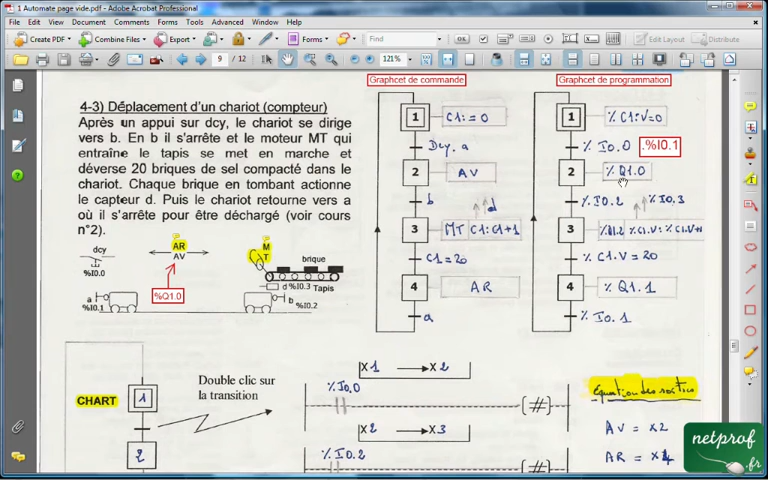 1 Automate page vide.pdf - Adobe Acrobat Professional
File Edit View Document Comments Forms Tools Advanced Window Help
Create PDF Combine Files Export Forms Find Edit Layout Distribute
9 / 12 121%
Graphcet de commande
Graphcet de programmation
4-3) Déplacement d'un chariot (compteur)
Après un appui sur dcy, le chariot se dirige
vers b. En b il s'arrête et le moteur MT qui
entraîne le tapis se met en marche et
déverse 20 briques de sel compacté dans le
chariot. Chaque brique en tombant actionne
le capteur d. Puis le chariot retourne vers a
où il s'arrête pour être déchargé (voir cours
n°2).
dcy
%I0.0
AR
AV
%Q1.0
M
T
brique
d %I0.3 Tapis
a
%I0.1
b
%I0.2
1 C1:=0
Dcy. a
2 AV
b
↑d
3 MT C1:C1+1
C1=20
4 AR
a
1 % C1:V=0
% I0.0 .%I0.1
2 % Q1.0
% I0.2 % I0.3
3
% C1.V=20
4 % Q1.1
% I0.1
CHART
1
2
Double clic sur
la transition
X1 → X2
% I0.0
(#)
X2 → X3
% I0.2
(#)
AV = X2
AR = X4
netprof
.fr